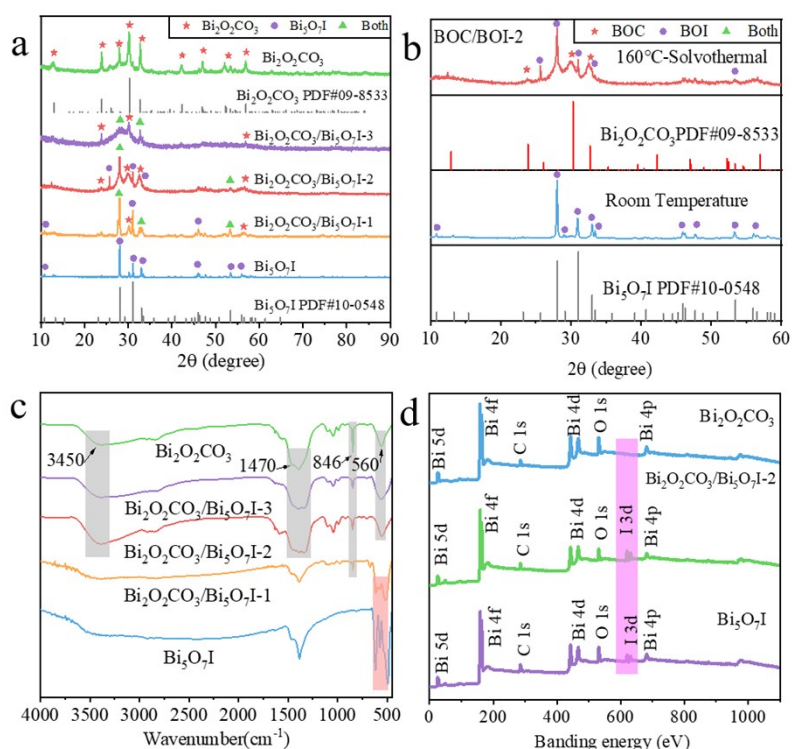 a
Bi₂O₂CO₃ Bi₅O₇I Both
Bi₂O₂CO₃
Bi₂O₂CO₃ PDF#09-8533
Bi₂O₂CO₃/Bi₅O₇I-3
Bi₂O₂CO₃/Bi₅O₇I-2
Bi₂O₂CO₃/Bi₅O₇I-1
Bi₅O₇I
Bi₅O₇I PDF#10-0548
10 20 30 40 50 60 70 80 90
2θ (degree)
b
BOC BOI Both
BOC/BOI-2
160°C-Solvothermal
Bi₂O₂CO₃PDF#09-8533
Room Temperature
Bi₅O₇I PDF#10-0548
10 20 30 40 50 60
2θ (degree)
c
3450
Bi₂O₂CO₃
1470
846
560
Bi₂O₂CO₃/Bi₅O₇I-3
Bi₂O₂CO₃/Bi₅O₇I-2
Bi₂O₂CO₃/Bi₅O₇I-1
Bi₅O₇I
4000 3500 3000 2500 2000 1500 1000 500
Wavenumber(cm⁻¹)
d
Bi₂O₂CO₃
Bi 5d
Bi 4f
C 1s
Bi 4d
O 1s
Bi 4p
Bi₂O₂CO₃/Bi₅O₇I-2
Bi 5d
Bi 4f
C 1s
Bi 4d
O 1s
I 3d
Bi 4p
Bi₅O₇I
Bi 5d
Bi 4f
C 1s
Bi 4d
O 1s
I 3d
Bi 4p
0 200 400 600 800 1000
Banding energy (eV)